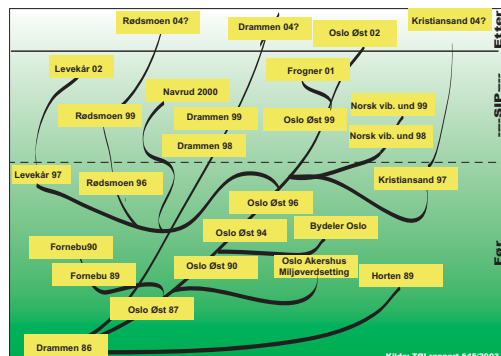 Rødsmoen 04?
Drammen 04?
Kristiansand 04?
Oslo Øst 02
Etter
Levekår 02
Frogner 01
Navrud 2000
Norsk vib. und 99
Rødsmoen 99
Drammen 99
Oslo Øst 99
Norsk vib. und 98
---SIP---
Drammen 98
Levekår 97
Rødsmoen 96
Kristiansand 97
Oslo Øst 96
Bydeler Oslo
Oslo Øst 94
Fornebu90
Før
Oslo Øst 90
Oslo Akershus
Miljøverdsetting
Fornebu 89
Horten 89
Oslo Øst 87
Drammen 86
Kilde: TØI rapport 645/2003